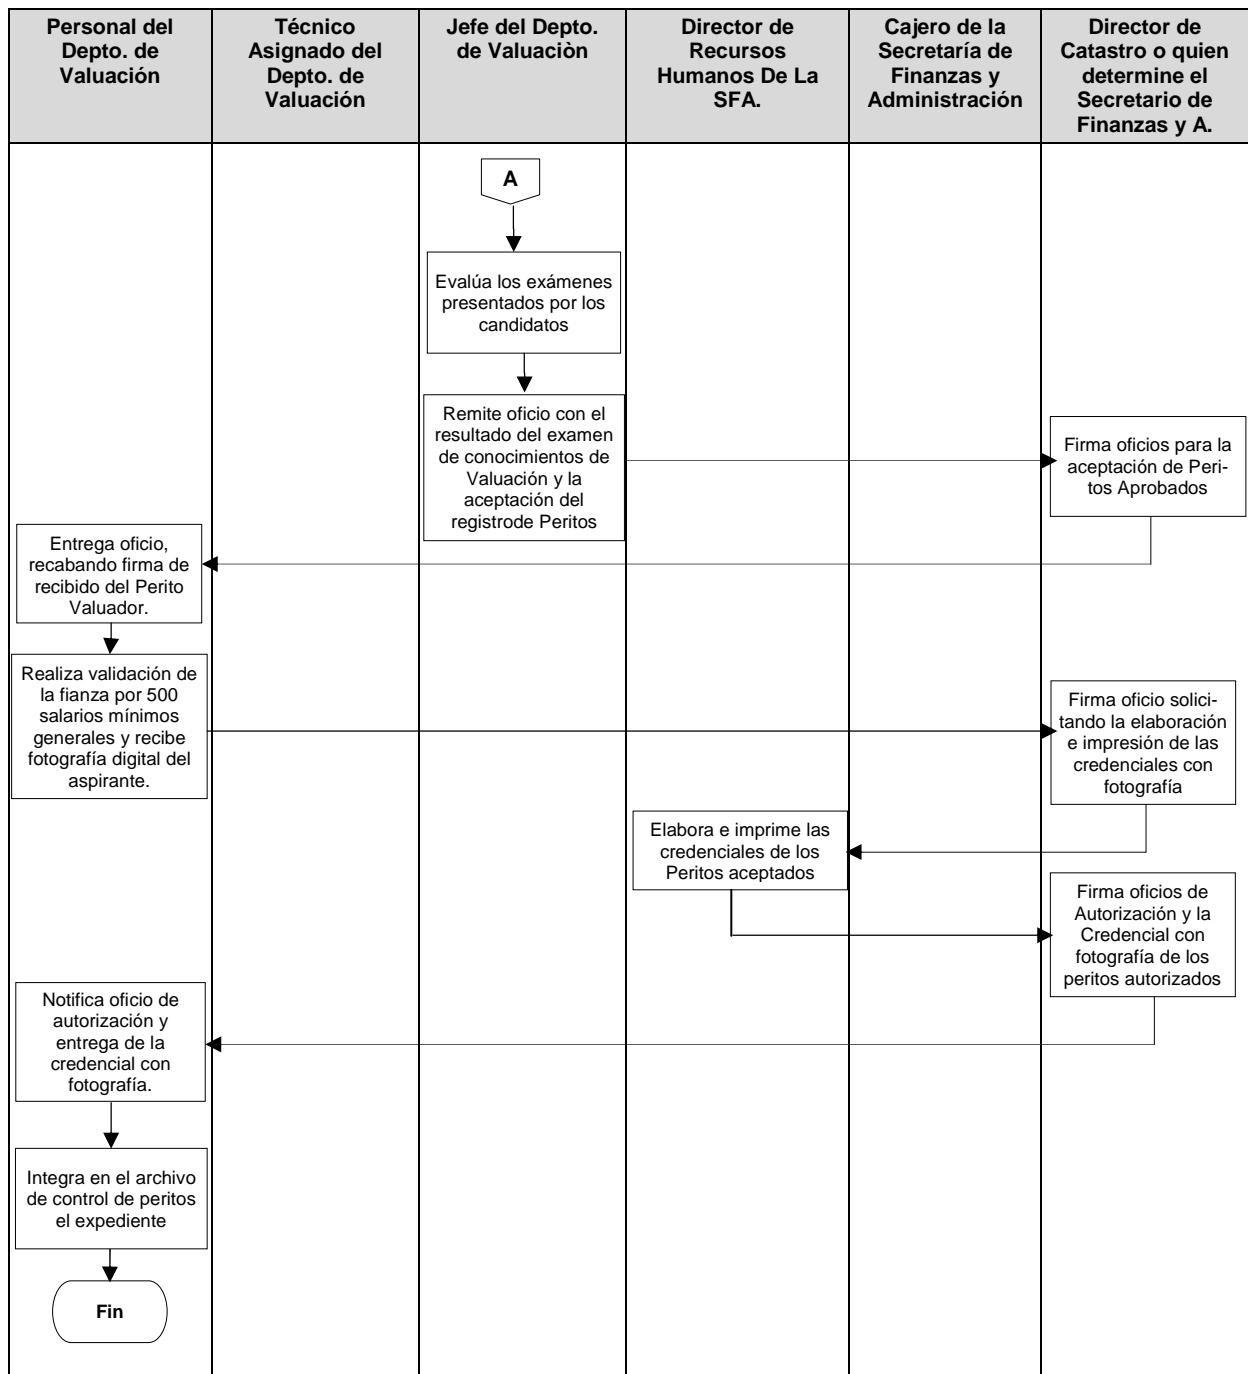 Personal del
Depto. de
Valuación
Técnico
Asignado del
Depto. de
Valuación
Jefe del Depto.
de Valuaciòn
Director de
Recursos
Humanos De La
SFA.
Cajero de la
Secretaría de
Finanzas y
Administración
Director de
Catastro o quien
determine el
Secretario de
Finanzas y A.
A
Evalúa los exámenes
presentados por los
candidatos
Remite oficio con el
resultado del examen
de conocimientos de
Valuación y la
aceptación del
registrode Peritos
Firma oficios para la
aceptación de Peri-
tos Aprobados
Entrega oficio,
recabando firma de
recibido del Perito
Valuador.
Realiza validación de
la fianza por 500
salarios mínimos
generales y recibe
fotografía digital del
aspirante.
Firma oficio solici-
tando la elaboración
e impresión de las
credenciales con
fotografía
Elabora e imprime las
credenciales de los
Peritos aceptados
Firma oficios de
Autorización y la
Credencial con
fotografía de los
peritos autorizados
Notifica oficio de
autorización y
entrega de la
credencial con
fotografía.
Integra en el archivo
de control de peritos
el expediente
Fin